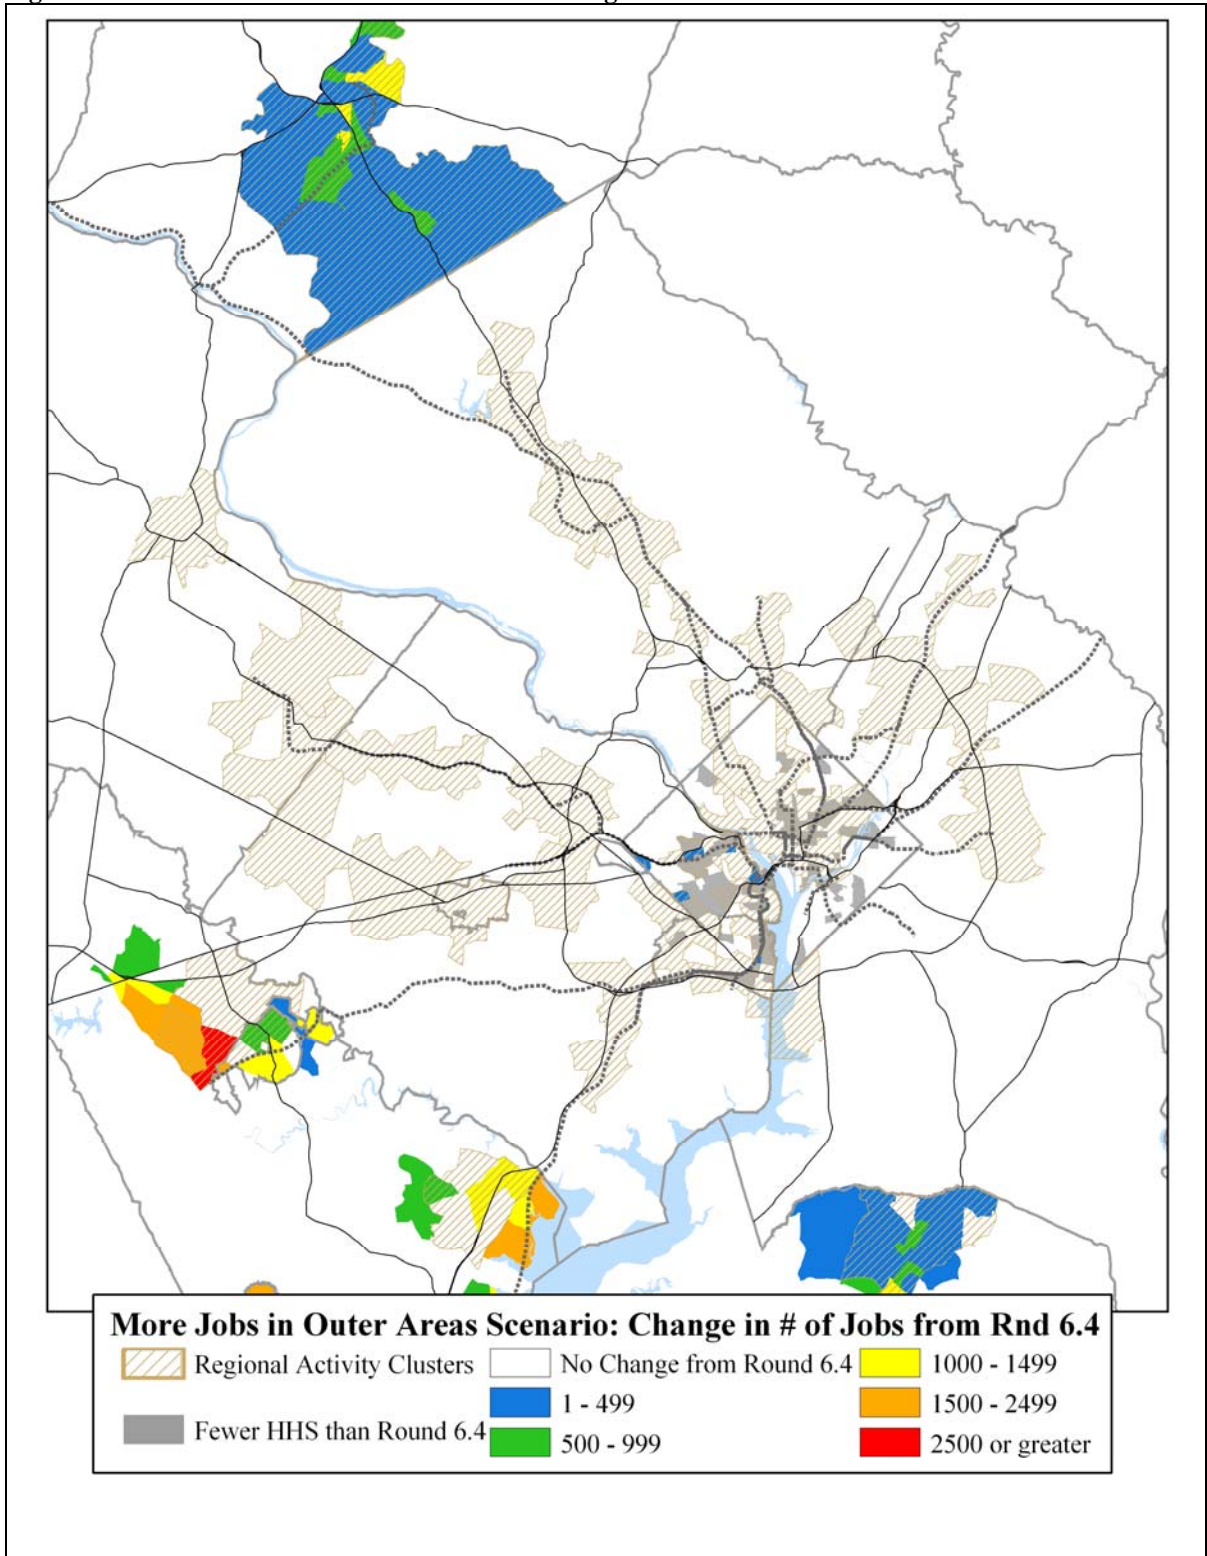 More Jobs in Outer Areas Scenario: Change in # of Jobs from Rnd 6.4
Regional Activity Clusters
No Change from Round 6.4
1000 - 1499
1 - 499
1500 - 2499
Fewer HHS than Round 6.4
500 - 999
2500 or greater